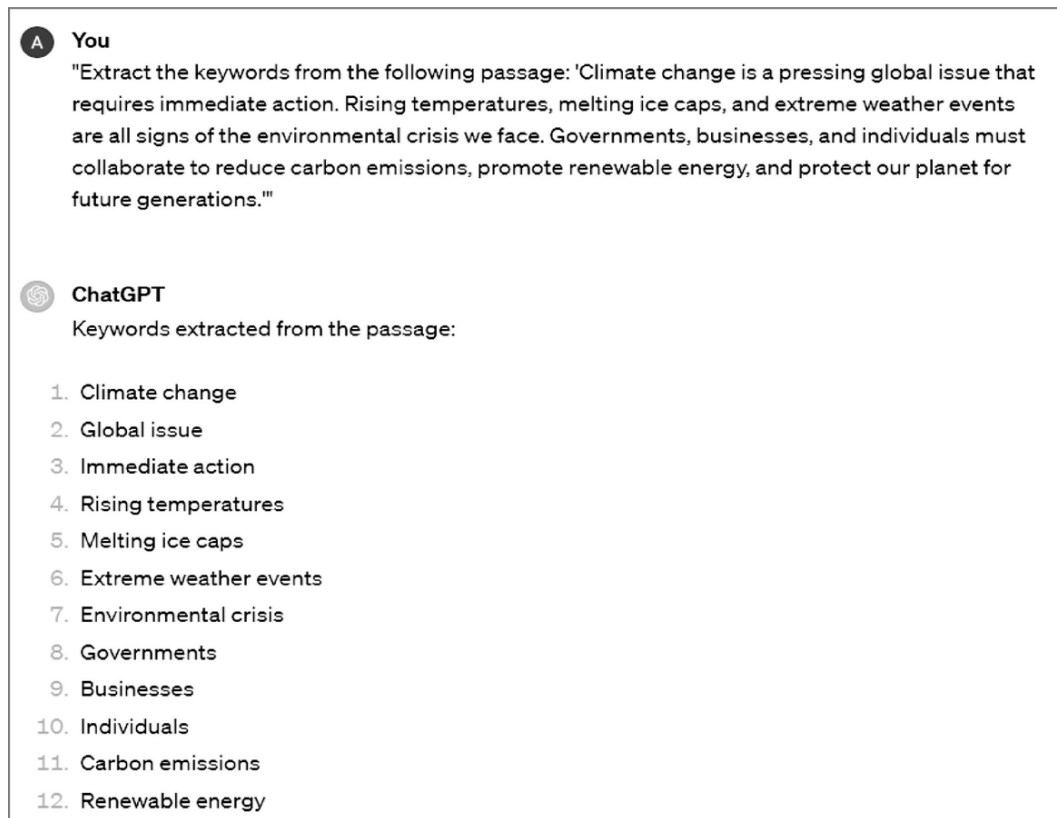 A You
"Extract the keywords from the following passage: 'Climate change is a pressing global issue that
requires immediate action. Rising temperatures, melting ice caps, and extreme weather events
are all signs of the environmental crisis we face. Governments, businesses, and individuals must
collaborate to reduce carbon emissions, promote renewable energy, and protect our planet for
future generations.'"
ChatGPT
Keywords extracted from the passage:
1. Climate change
2. Global issue
3. Immediate action
4. Rising temperatures
5. Melting ice caps
6. Extreme weather events
7. Environmental crisis
8. Governments
9. Businesses
10. Individuals
11. Carbon emissions
12. Renewable energy